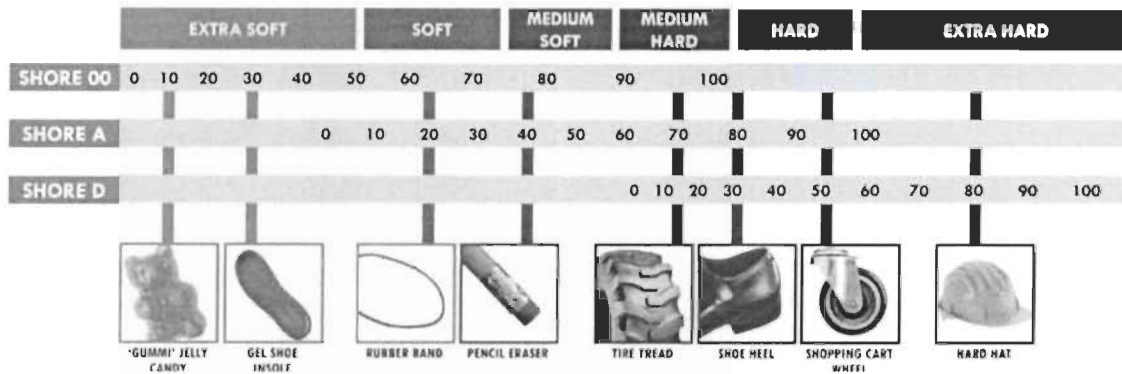 EXTRA SOFT SOFT MEDIUM SOFT MEDIUM HARD HARD EXTRA HARD
SHORE 00 0 10 20 30 40 50 60 70 80 90 100
SHORE A 0 10 20 30 40 50 60 70 80 90 100
SHORE D 0 10 20 30 40 50 60 70 80 90 100
'GUMMI' JELLY CANDY
GEL SHOE INSOLE
RUBBER BAND
PENCIL ERASER
TIRE TREAD
SHOE HEEL
SHOPPING CART WHEEL
HARD HAT